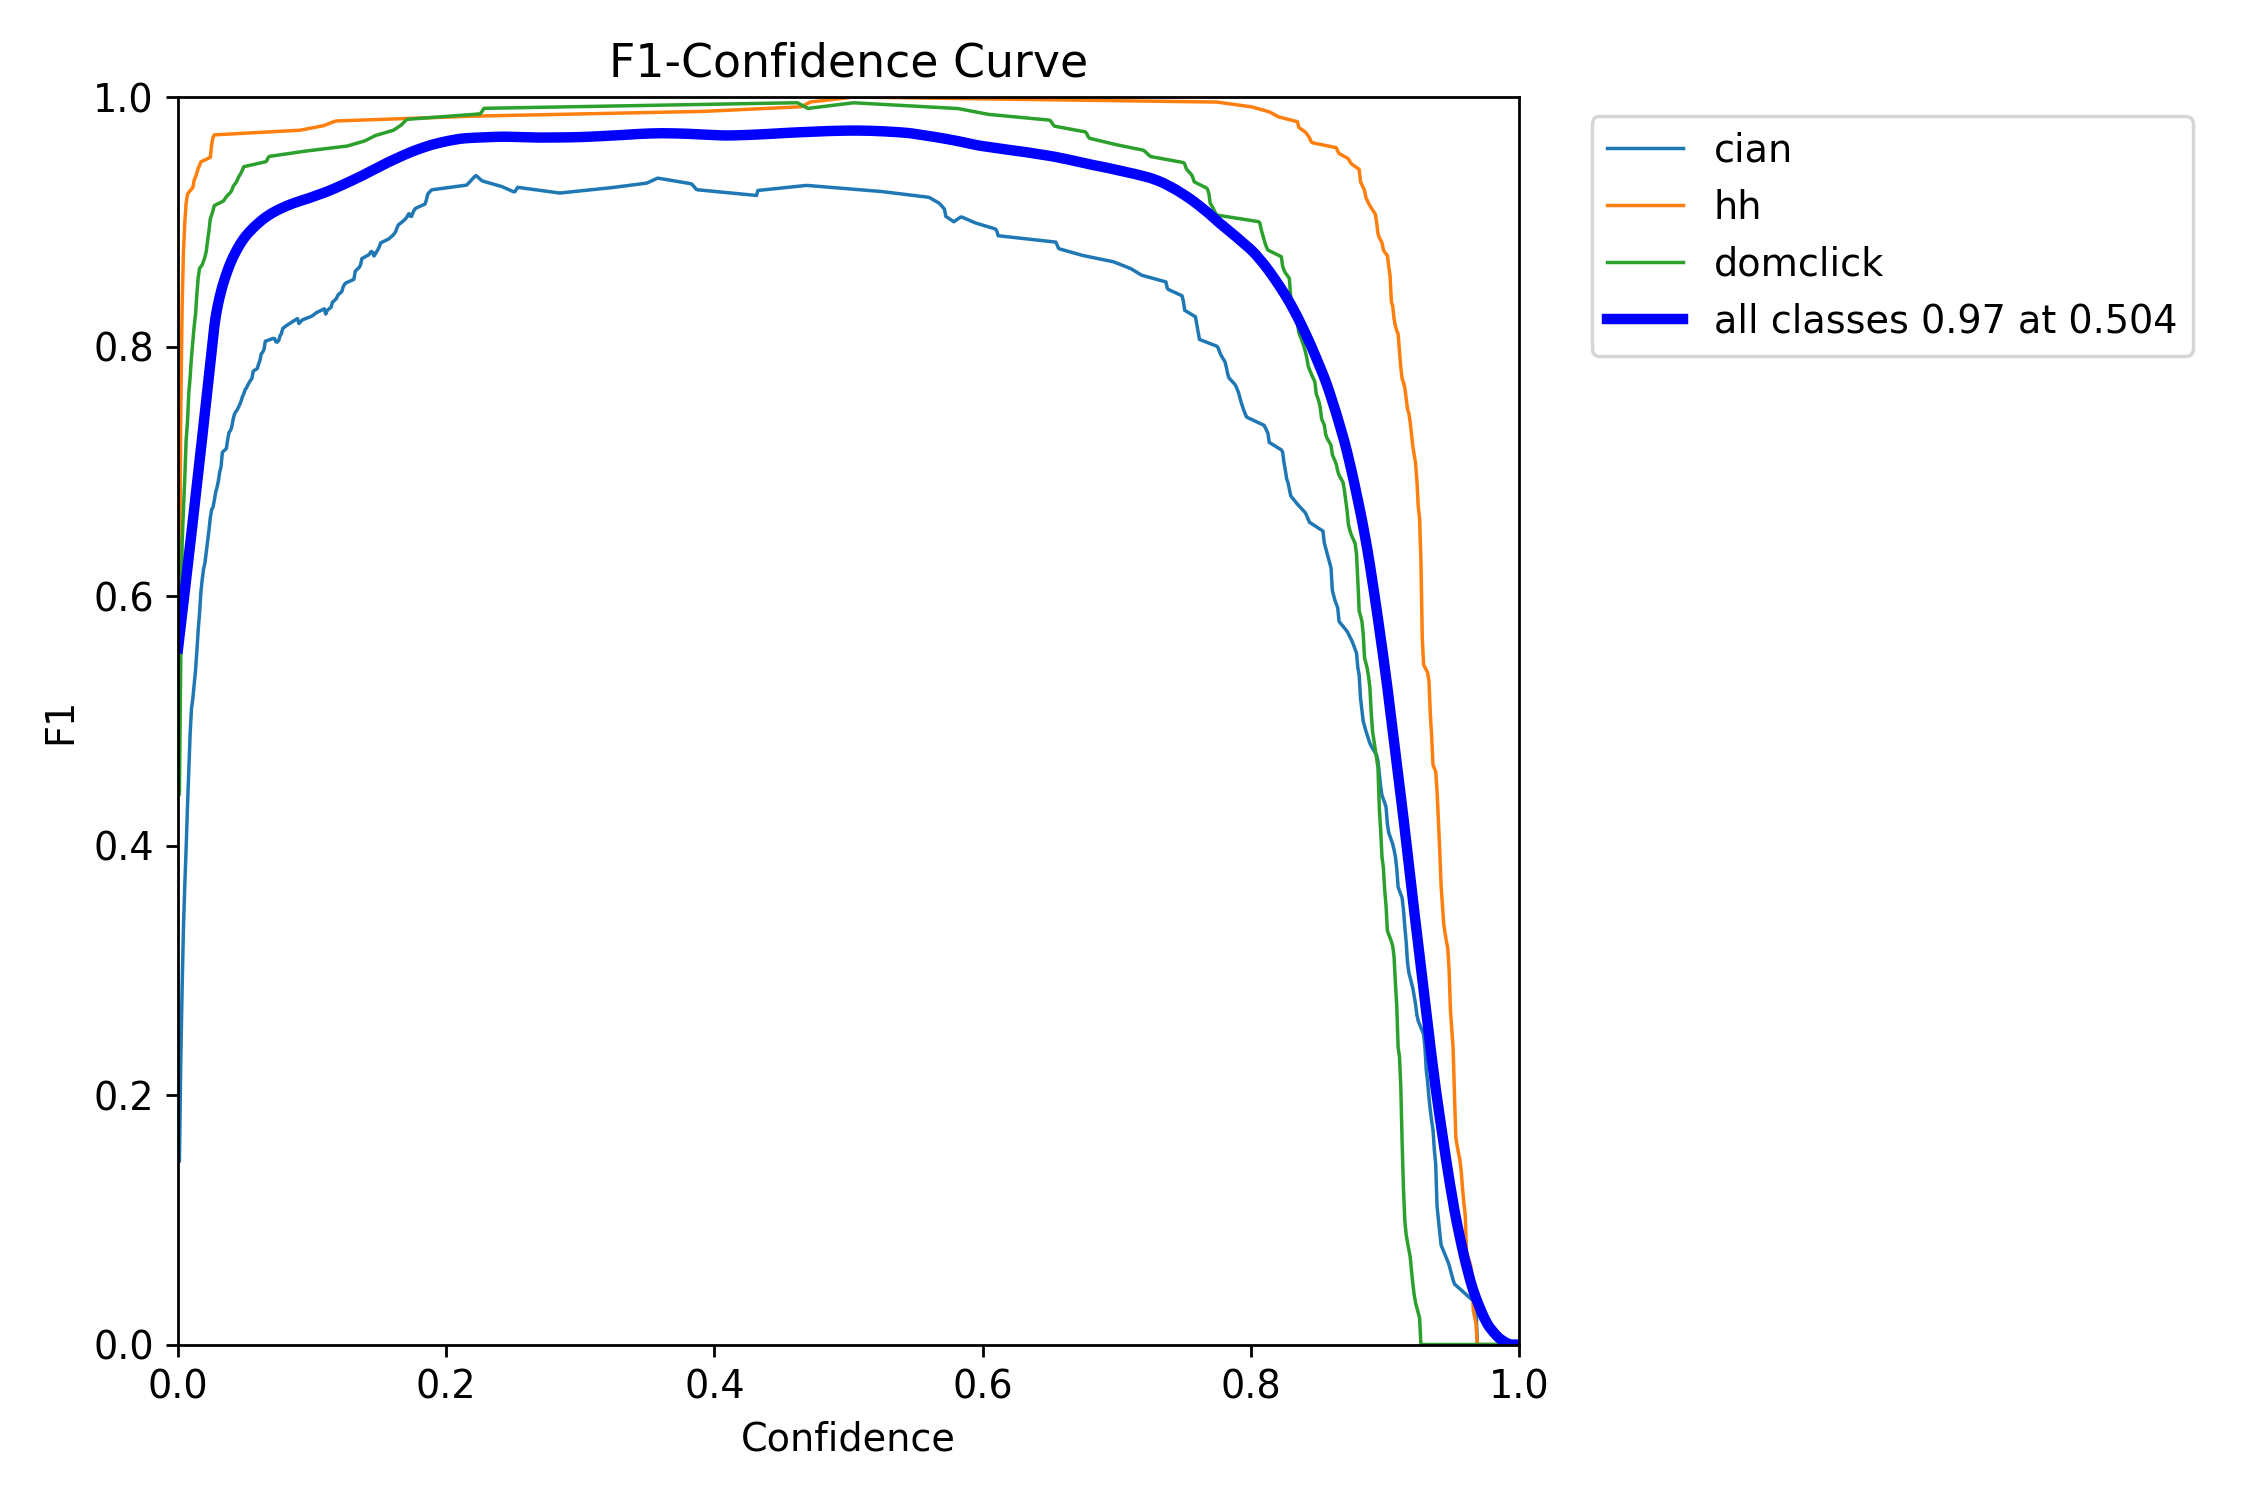 F1-Confidence Curve
1.0
0.8
0.6
0.4
0.2
0.0
F1
0.0 0.2 0.4 0.6 0.8 1.0
Confidence
cian
hh
domclick
all classes 0.97 at 0.504